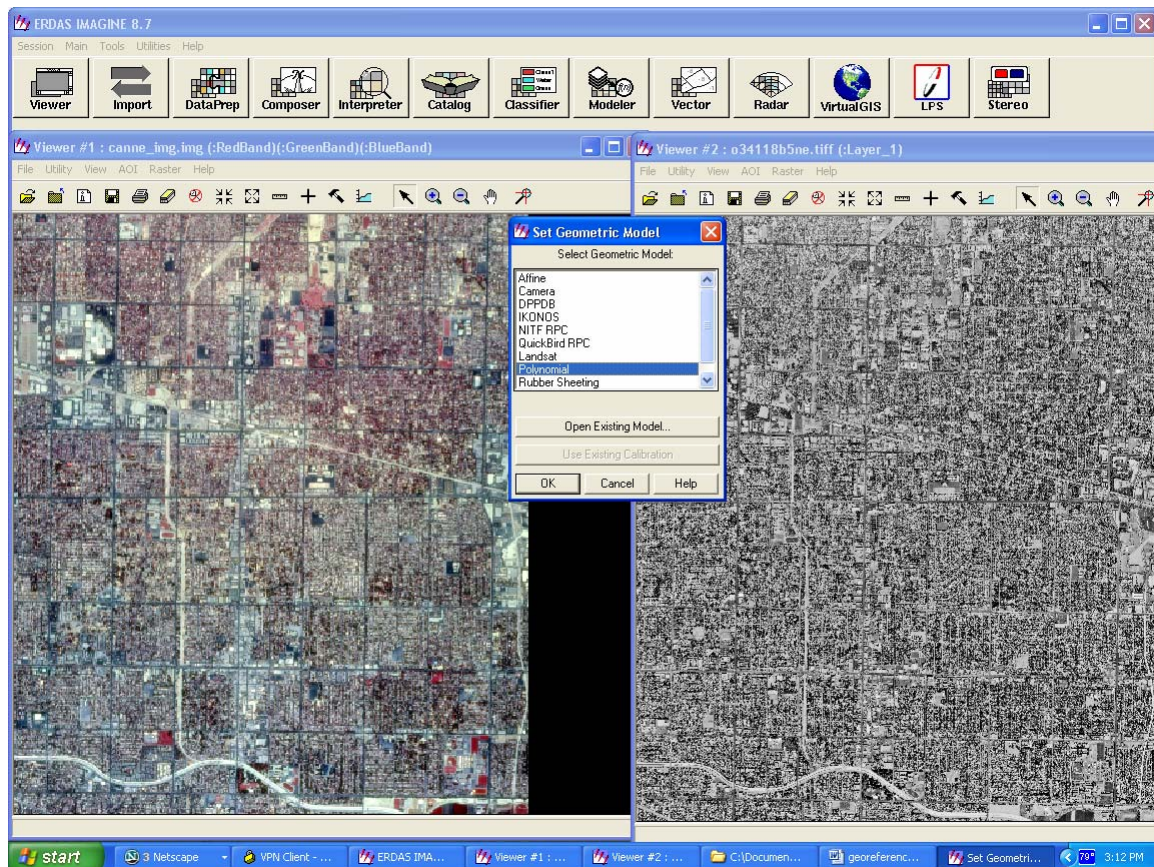 ERDAS IMAGINE 8.7
Session Main Tools Utilities Help
Viewer Import DataPrep Composer Interpreter Catalog Classifier Modeler Vector Radar VirtualGIS LPS Stereo
Viewer #1 : canne_img.img (:RedBand)(:GreenBand)(:BlueBand)
File Utility View AOI Raster Help
Viewer #2 : o34118b5ne.tiff (:Layer_1)
File Utility View AOI Raster Help
Set Geometric Model
Select Geometric Model:
Affine
Camera
DPPDB
IKONOS
NITF RPC
QuickBird RPC
Landsat
Polynomial
Rubber Sheeting
Open Existing Model...
Use Existing Calibration
OK Cancel Help
start 3 Netscape VPN Client - ... ERDAS IMA... Viewer #1 : ... Viewer #2 : ... C:\Documen... georeferenc... Set Geometri... 79° 3:12 PM